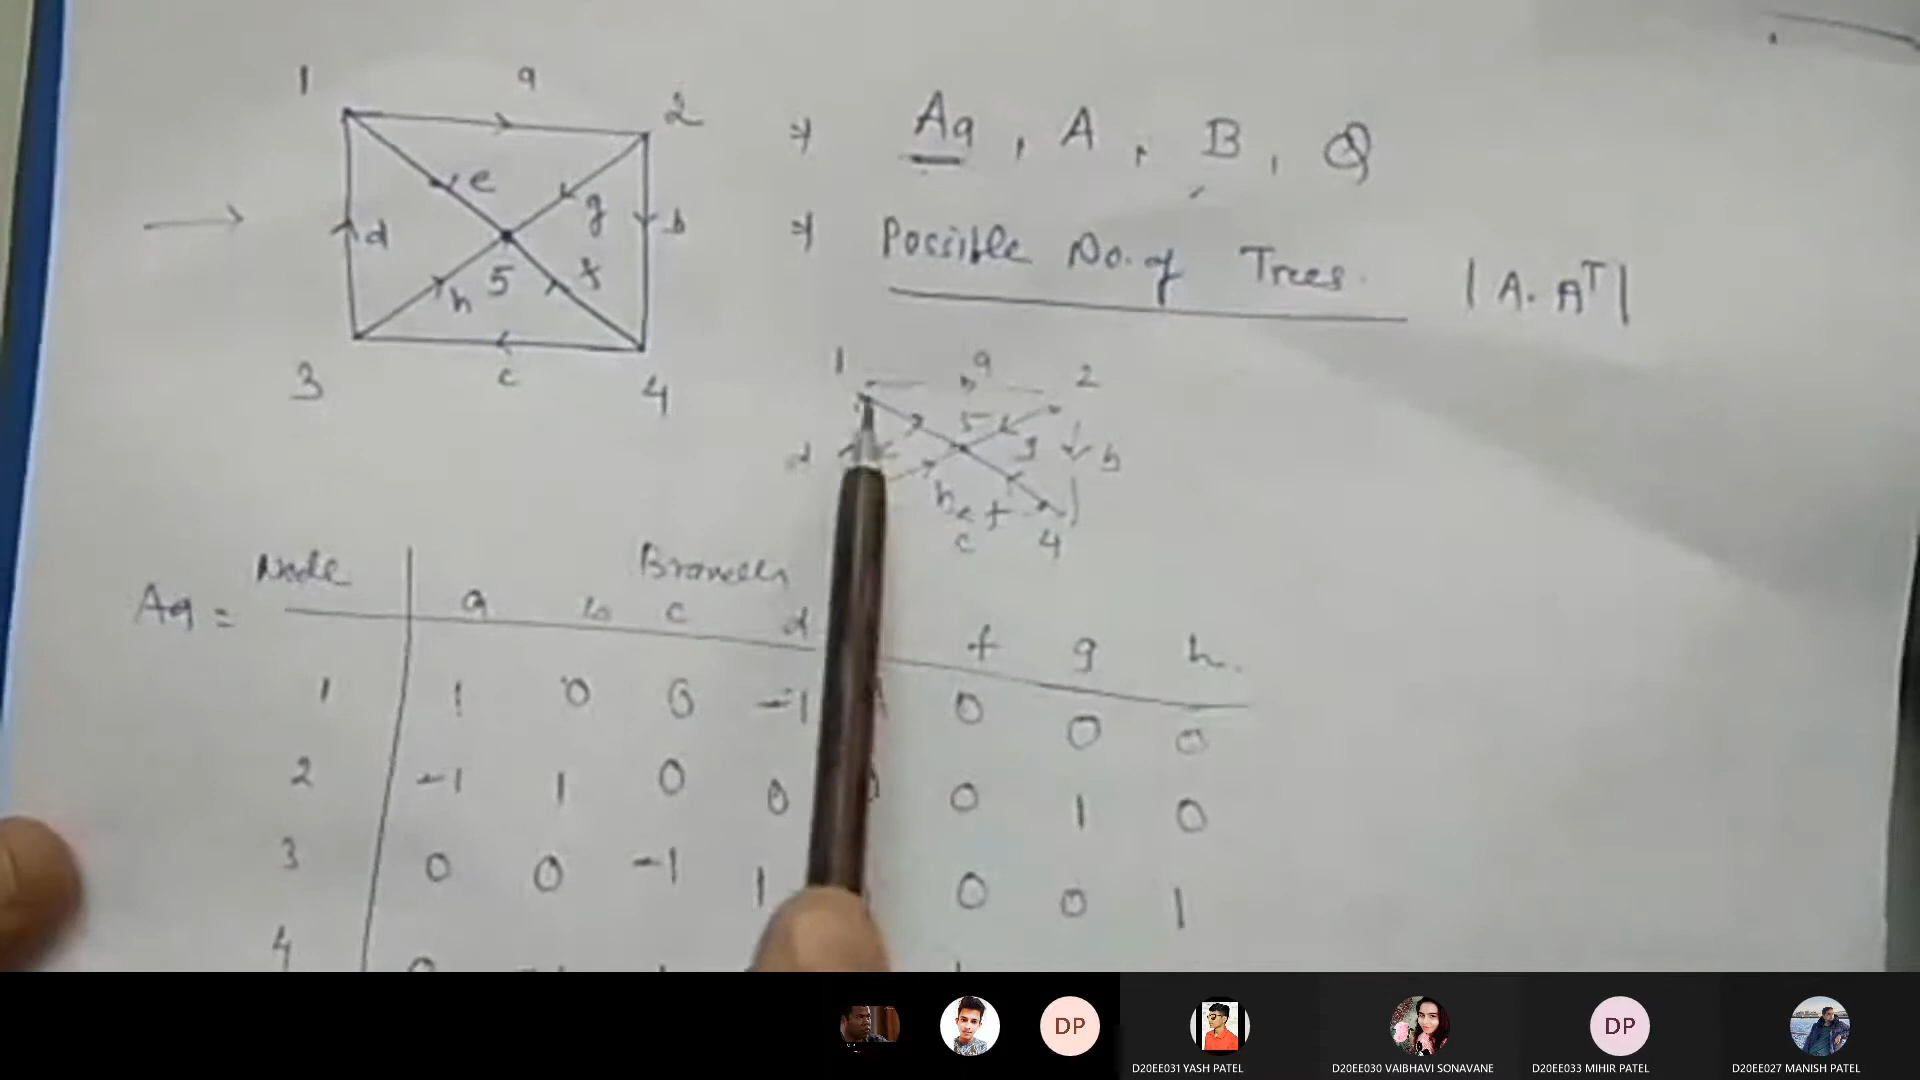 1 a 2 ⇒ Aa, A, B, Q
e g b
d
⇒ Possible No. of Trees. |A. Aᵀ|
h 5 f
3 c 4
1 a 2
5
d g b
h f
c 4
Node Branches
Aa = a b c d f g h.
1 1 0 0 -1 0 0 0
2 -1 1 0 0 0 1 0
3 0 0 -1 1 0 0 1
4
DP
D20EE031 YASH PATEL D20EE030 VAIBHAVI SONAVANE DP D20EE033 MIHIR PATEL D20EE027 MANISH PATEL